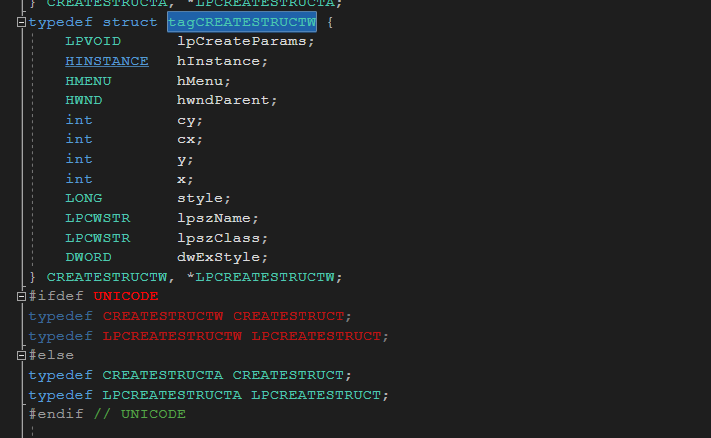 } CREATESTRUCTA, *LPCREATESTRUCTA;
typedef struct tagCREATESTRUCTW {
    LPVOID      lpCreateParams;
    HINSTANCE   hInstance;
    HMENU       hMenu;
    HWND        hwndParent;
    int         cy;
    int         cx;
    int         y;
    int         x;
    LONG        style;
    LPCWSTR     lpszName;
    LPCWSTR     lpszClass;
    DWORD       dwExStyle;
} CREATESTRUCTW, *LPCREATESTRUCTW;
#ifdef UNICODE
typedef CREATESTRUCTW CREATESTRUCT;
typedef LPCREATESTRUCTW LPCREATESTRUCT;
#else
typedef CREATESTRUCTA CREATESTRUCT;
typedef LPCREATESTRUCTA LPCREATESTRUCT;
#endif // UNICODE